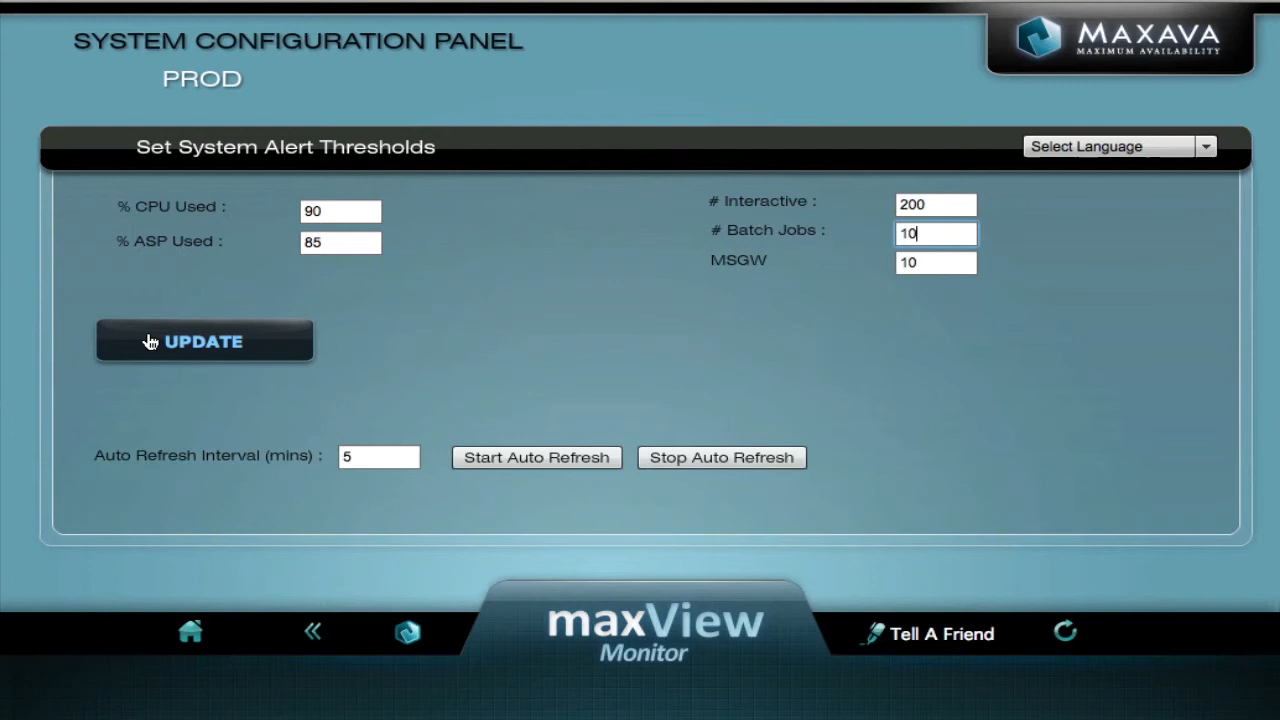 SYSTEM CONFIGURATION PANEL
PROD
MAXAVA
MAXIMUM AVAILABILITY
Set System Alert Thresholds
Select Language
% CPU Used : 90
% ASP Used : 85
# Interactive : 200
# Batch Jobs : 10
MSGW 10
UPDATE
Auto Refresh Interval (mins) : 5 Start Auto Refresh Stop Auto Refresh
maxView
Monitor
Tell A Friend